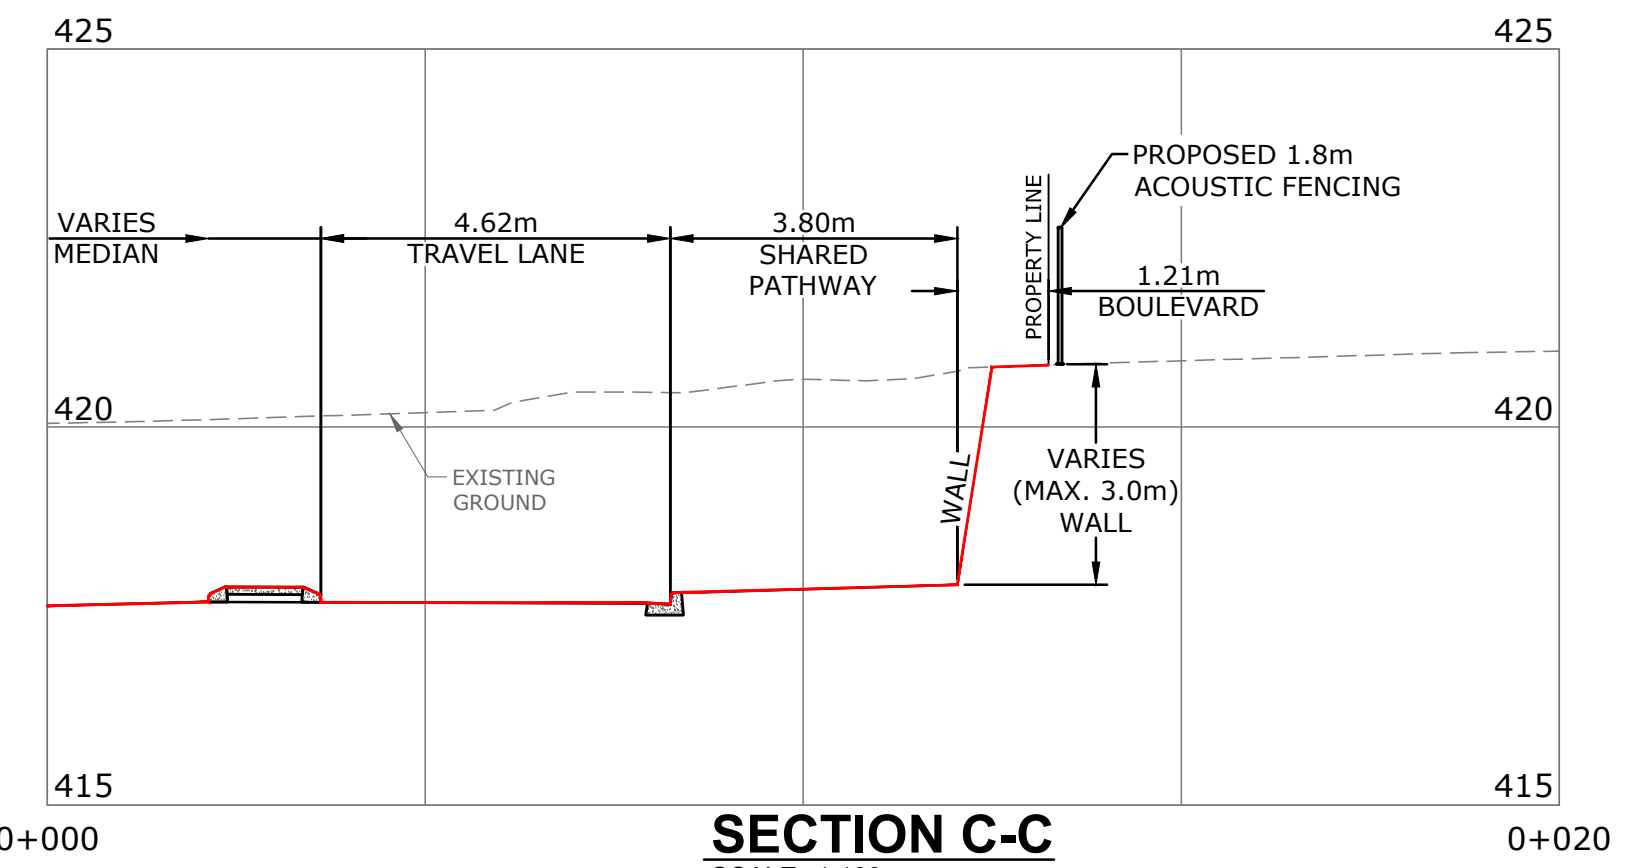 425
425
PROPOSED 1.8m
ACOUSTIC FENCING
VARIES
MEDIAN
4.62m
TRAVEL LANE
3.80m
SHARED
PATHWAY
PROPERTY LINE
1.21m
BOULEVARD
420
420
EXISTING
GROUND
WALL
VARIES
(MAX. 3.0m)
WALL
415
415
0+000
SECTION C-C
0+020